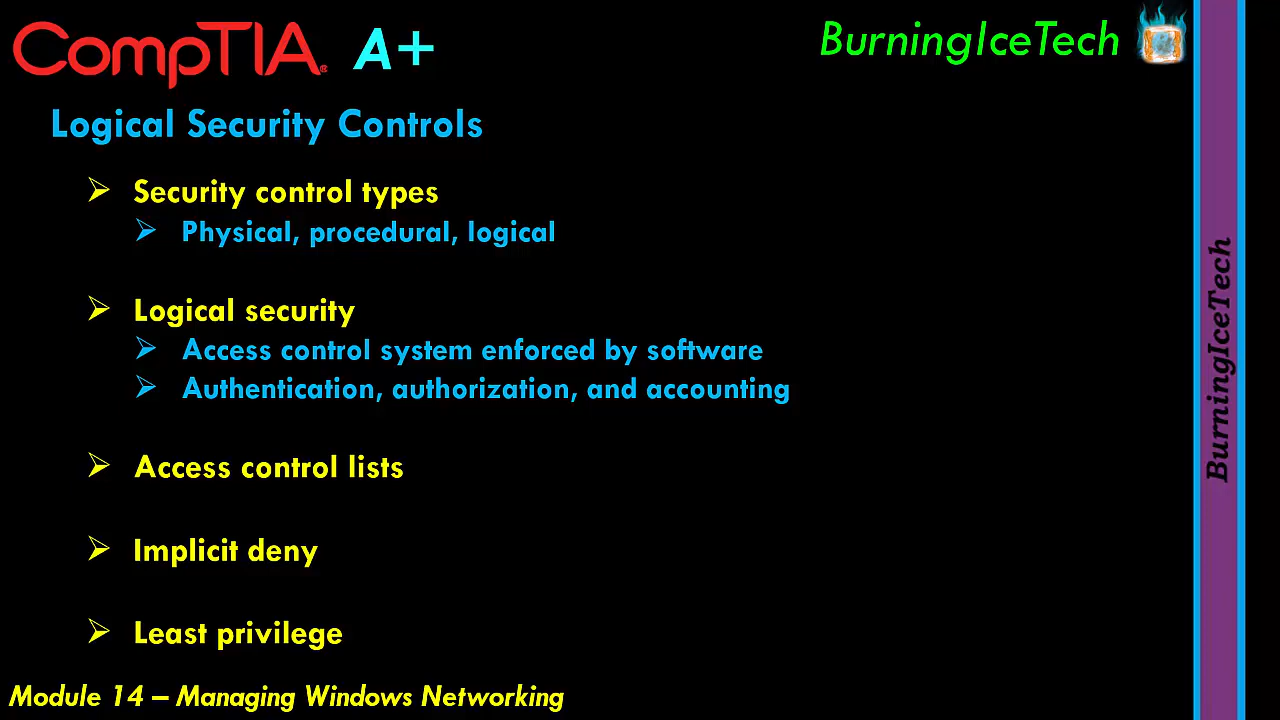 CompTIA® A+
BurningIceTech
Logical Security Controls
Security control types
Physical, procedural, logical
Logical security
Access control system enforced by software
Authentication, authorization, and accounting
Access control lists
Implicit deny
Least privilege
Module 14 – Managing Windows Networking
BurningIceTech